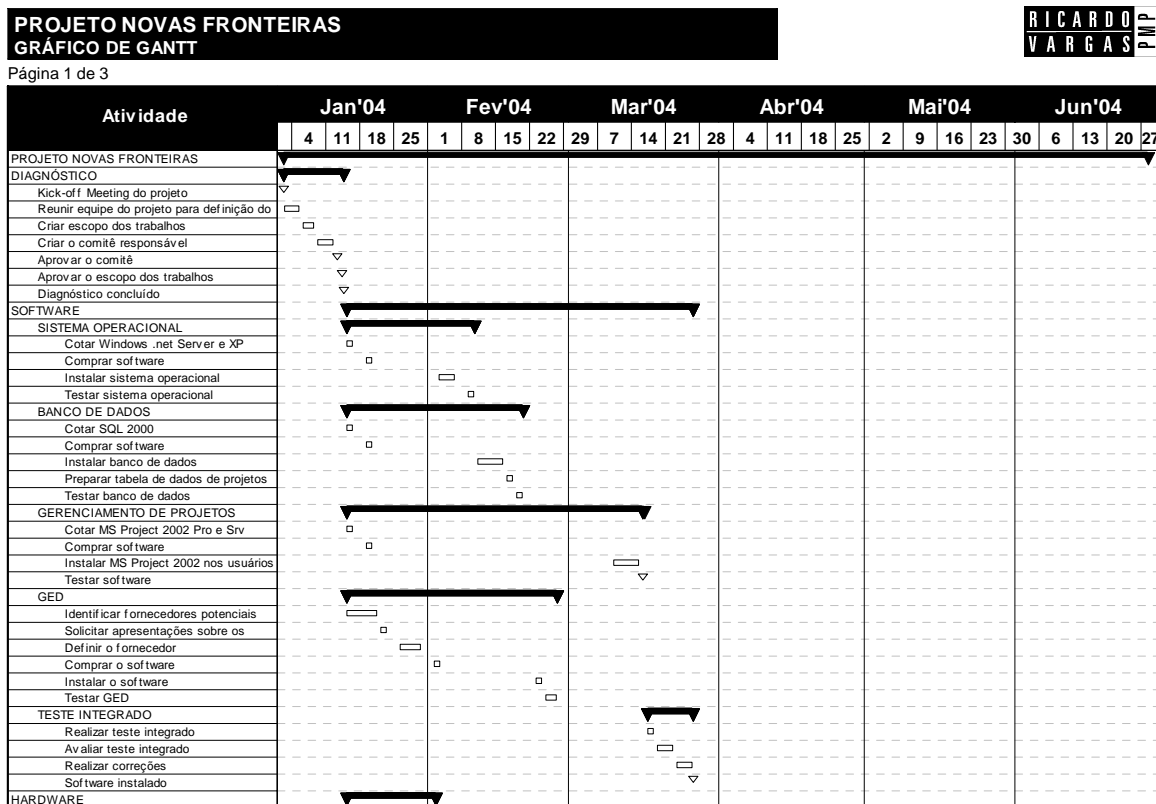 PROJETO NOVAS FRONTEIRAS
GRÁFICO DE GANTT
RICARDO
VARGAS
PMP
Página 1 de 3
Atividade
Jan'04 Fev'04 Mar'04 Abr'04 Mai'04 Jun'04
4 11 18 25 1 8 15 22 29 7 14 21 28 4 11 18 25 2 9 16 23 30 6 13 20 27
PROJETO NOVAS FRONTEIRAS
DIAGNÓSTICO
Kick-off Meeting do projeto
Reunir equipe do projeto para definição do
Criar escopo dos trabalhos
Criar o comitê responsável
Aprovar o comitê
Aprovar o escopo dos trabalhos
Diagnóstico concluído
SOFTWARE
SISTEMA OPERACIONAL
Cotar Windows .net Server e XP
Comprar software
Instalar sistema operacional
Testar sistema operacional
BANCO DE DADOS
Cotar SQL 2000
Comprar software
Instalar banco de dados
Preparar tabela de dados de projetos
Testar banco de dados
GERENCIAMENTO DE PROJETOS
Cotar MS Project 2002 Pro e Srv
Comprar software
Instalar MS Project 2002 nos usuários
Testar software
GED
Identificar fornecedores potenciais
Solicitar apresentações sobre os
Definir o fornecedor
Comprar o software
Instalar o software
Testar GED
TESTE INTEGRADO
Realizar teste integrado
Avaliar teste integrado
Realizar correções
Software instalado
HARDWARE